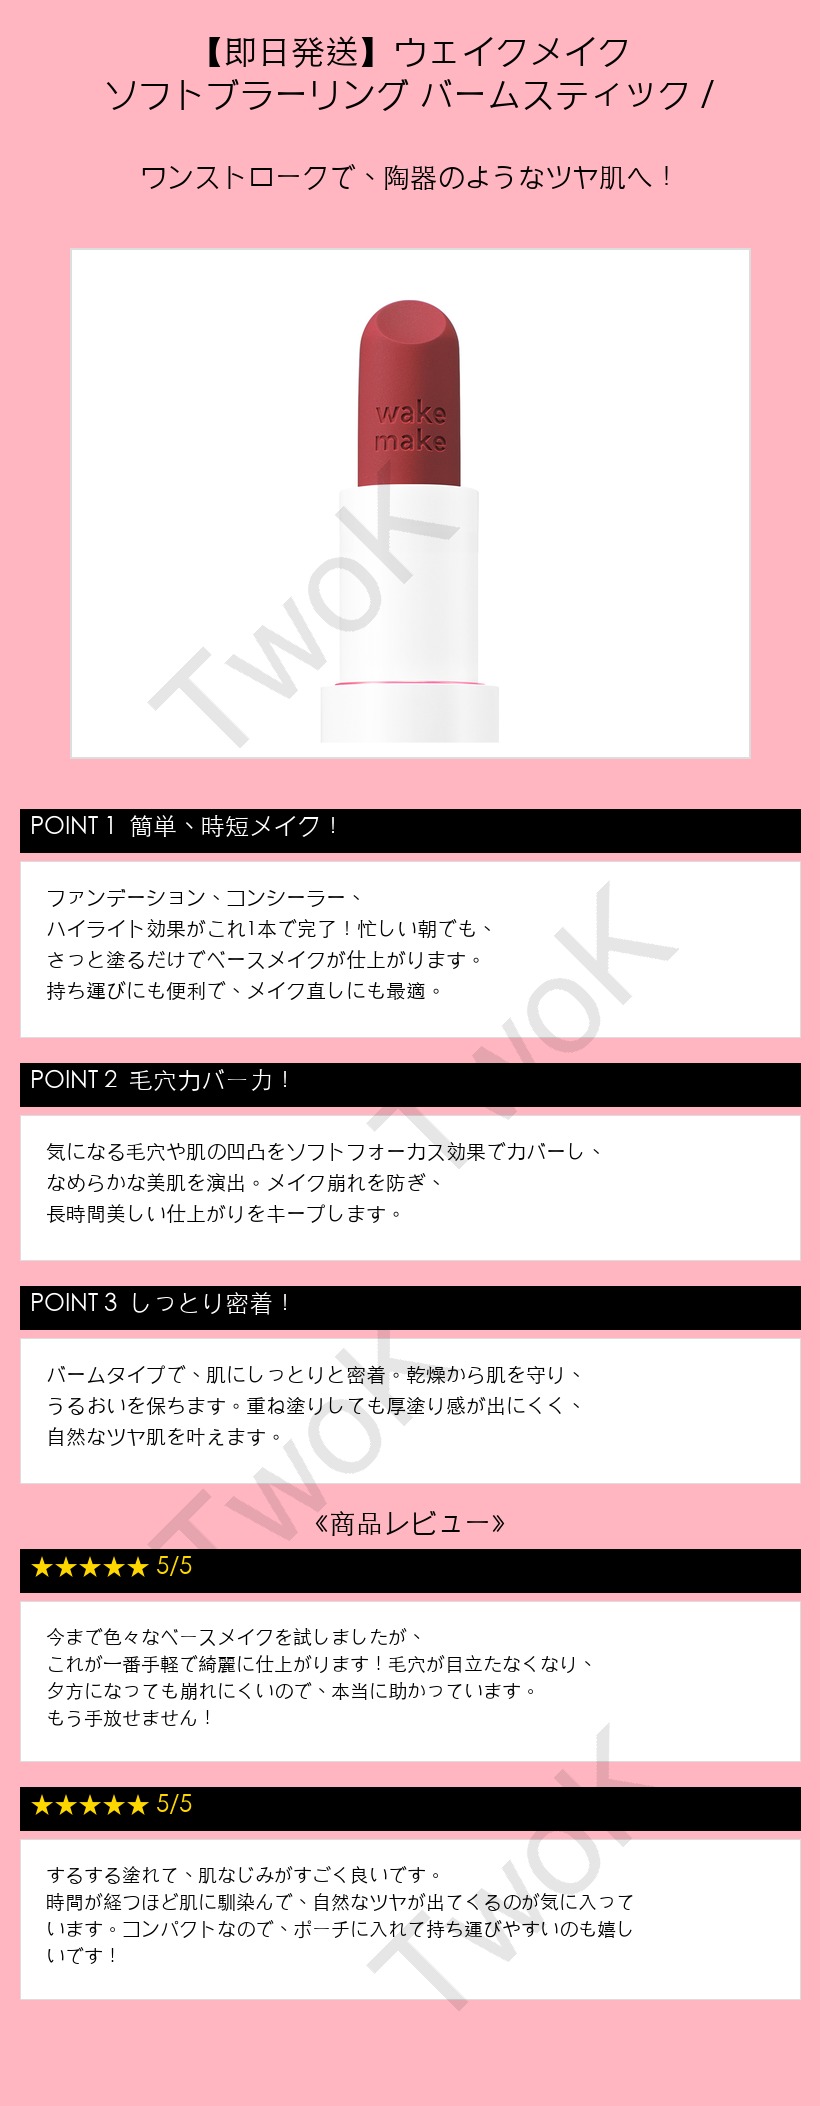 【即日発送】ウェイクメイク
ソフトブラーリング バームスティック /
ワンストロークで、陶器のようなツヤ肌へ！
wake
make
TwoK
POINT 1 簡単、時短メイク！
ファンデーション、コンシーラー、
ハイライト効果がこれ1本で完了！忙しい朝でも、
さっと塗るだけでベースメイクが仕上がります。
持ち運びにも便利で、メイク直しにも最適。
TwoK
POINT 2 毛穴カバー力！
気になる毛穴や肌の凹凸をソフトフォーカス効果でカバーし、
なめらかな美肌を演出。メイク崩れを防ぎ、
長時間美しい仕上がりをキープします。
POINT 3 しっとり密着！
バームタイプで、肌にしっとりと密着。乾燥から肌を守り、
うるおいを保ちます。重ね塗りしても厚塗り感が出にくく、
自然なツヤ肌を叶えます。
TwoK
《商品レビュー》
★★★★★ 5/5
今まで色々なベースメイクを試しましたが、
これが一番手軽で綺麗に仕上がります！毛穴が目立たなくなり、
夕方になっても崩れにくいので、本当に助かっています。
もう手放せません！
★★★★★ 5/5
するする塗れて、肌なじみがすごく良いです。
時間が経つほど肌に馴染んで、自然なツヤが出てくるのが気に入って
います。コンパクトなので、ポーチに入れて持ち運びやすいのも嬉し
いです！
TwoK